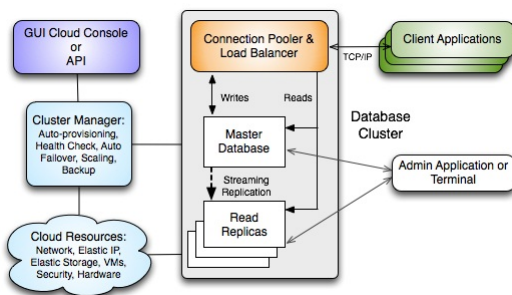 GUI Cloud Console
or
API
Connection Pooler &
Load Balancer
Client Applications
TCP/IP
Writes
Reads
Cluster Manager:
Auto-provisioning,
Health Check, Auto
Failover, Scaling,
Backup
Master
Database
Database
Cluster
Streaming
Replication
Admin Application or
Terminal
Read
Replicas
Cloud Resources:
Network, Elastic IP,
Elastic Storage, VMs,
Security, Hardware